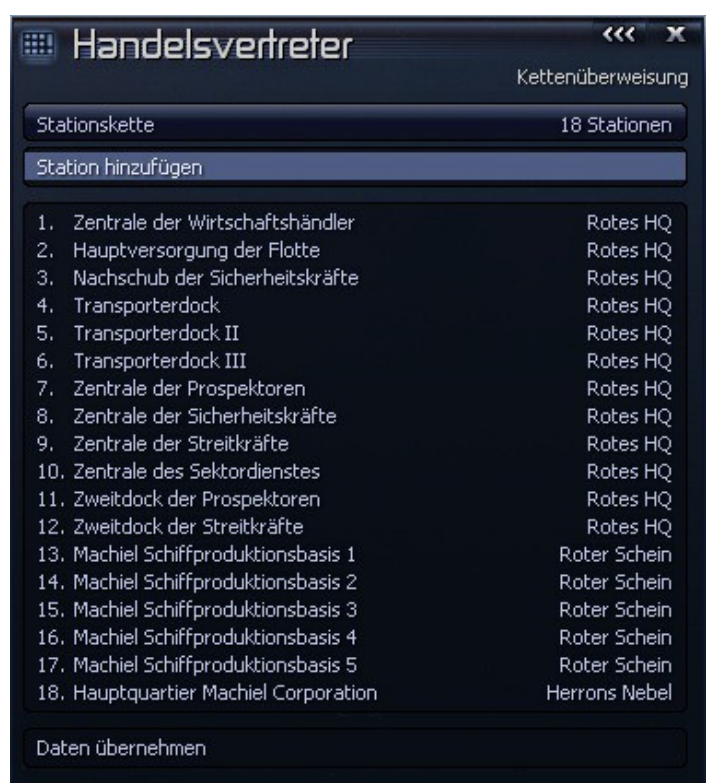 Handelsvertreter <<< X
Kettenüberweisung
Stationskette 18 Stationen
Station hinzufügen
1. Zentrale der Wirtschaftshändler Rotes HQ
2. Hauptversorgung der Flotte Rotes HQ
3. Nachschub der Sicherheitskräfte Rotes HQ
4. Transporterdock Rotes HQ
5. Transporterdock II Rotes HQ
6. Transporterdock III Rotes HQ
7. Zentrale der Prospektoren Rotes HQ
8. Zentrale der Sicherheitskräfte Rotes HQ
9. Zentrale der Streitkräfte Rotes HQ
10. Zentrale des Sektordienstes Rotes HQ
11. Zweitdock der Prospektoren Rotes HQ
12. Zweitdock der Streitkräfte Rotes HQ
13. Machiel Schiffproduktionsbasis 1 Roter Schein
14. Machiel Schiffproduktionsbasis 2 Roter Schein
15. Machiel Schiffproduktionsbasis 3 Roter Schein
16. Machiel Schiffproduktionsbasis 4 Roter Schein
17. Machiel Schiffproduktionsbasis 5 Roter Schein
18. Hauptquartier Machiel Corporation Herrons Nebel
Daten übernehmen